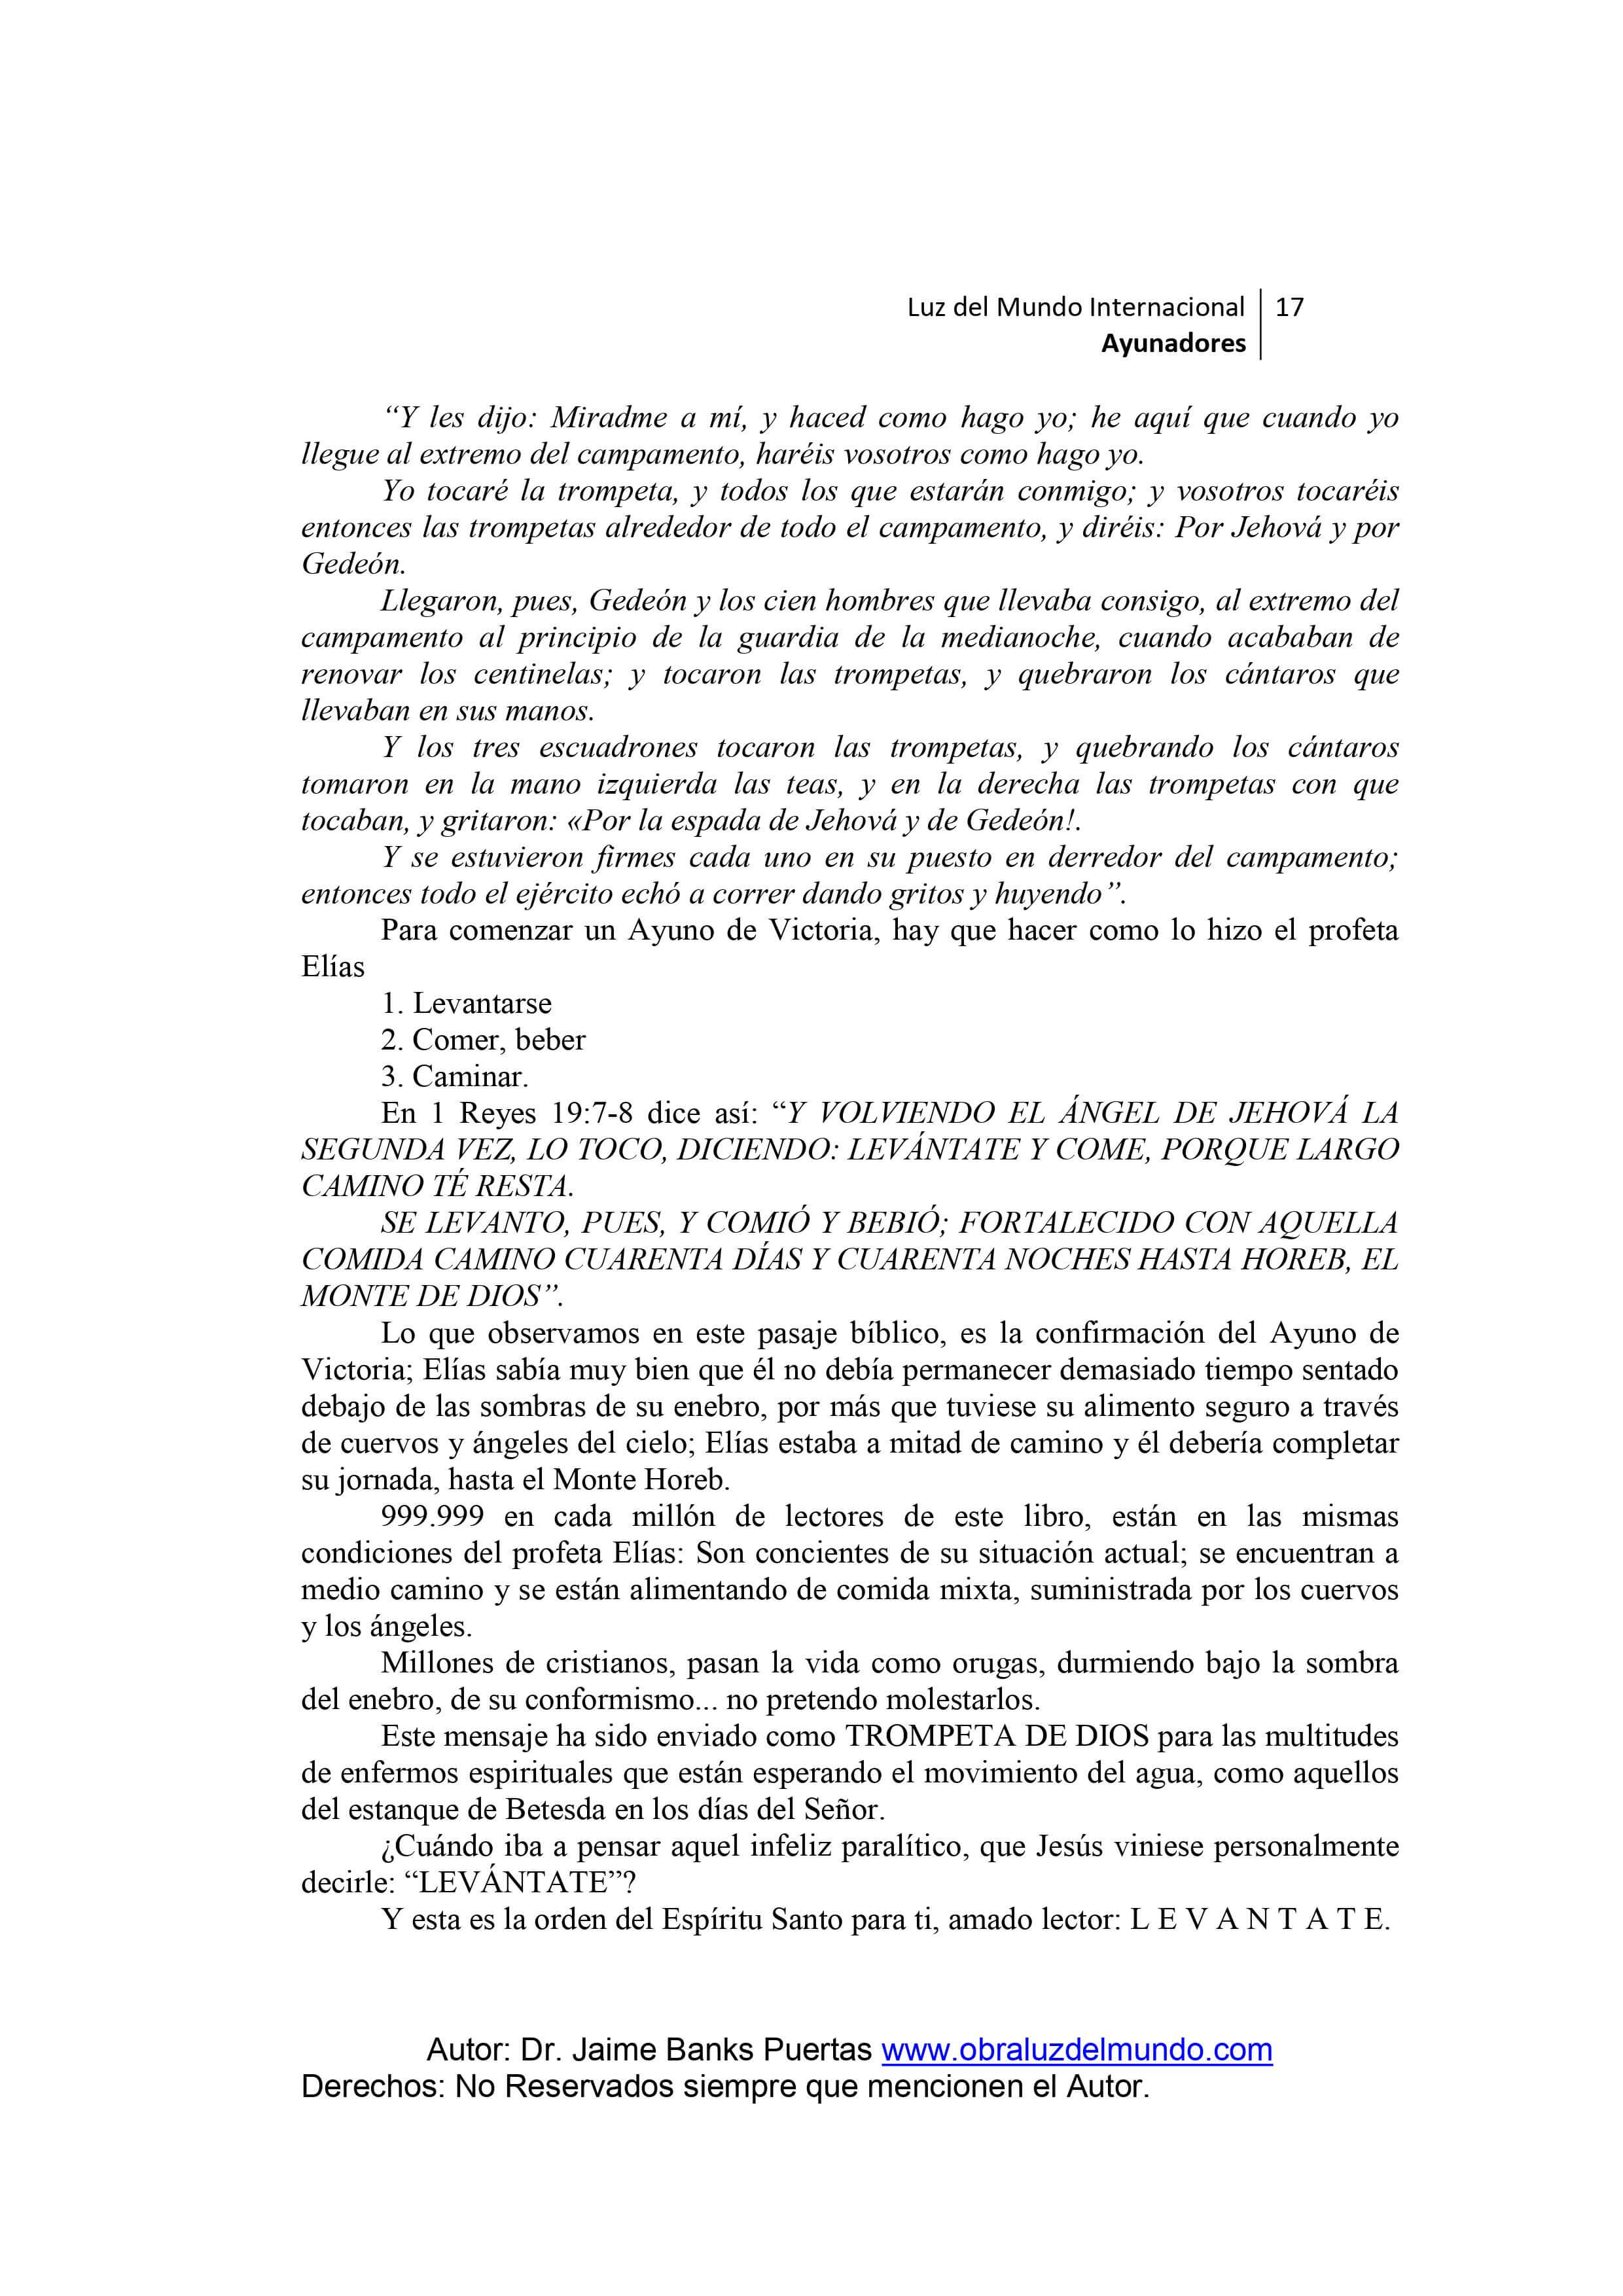 Luz del Mundo Internacional 17
Ayunadores
“Y les dijo: Miradme a mí, y haced como hago yo; he aquí que cuando yo
llegue al extremo del campamento, haréis vosotros como hago yo.
Yo tocaré la trompeta, y todos los que estarán conmigo; y vosotros tocaréis
entonces las trompetas alrededor de todo el campamento, y diréis: Por Jehová y por
Gedeón.
Llegaron, pues, Gedeón y los cien hombres que llevaba consigo, al extremo del
campamento al principio de la guardia de la medianoche, cuando acababan de
renovar los centinelas; y tocaron las trompetas, y quebraron los cántaros que
llevaban en sus manos.
Y los tres escuadrones tocaron las trompetas, y quebrando los cántaros
tomaron en la mano izquierda las teas, y en la derecha las trompetas con que
tocaban, y gritaron: «Por la espada de Jehová y de Gedeón!.
Y se estuvieron firmes cada uno en su puesto en derredor del campamento;
entonces todo el ejército echó a correr dando gritos y huyendo”.
Para comenzar un Ayuno de Victoria, hay que hacer como lo hizo el profeta
Elías
1. Levantarse
2. Comer, beber
3. Caminar.
En 1 Reyes 19:7-8 dice así: “Y VOLVIENDO EL ÁNGEL DE JEHOVÁ LA
SEGUNDA VEZ, LO TOCO, DICIENDO: LEVÁNTATE Y COME, PORQUE LARGO
CAMINO TÉ RESTA.
SE LEVANTO, PUES, Y COMIÓ Y BEBIÓ; FORTALECIDO CON AQUELLA
COMIDA CAMINO CUARENTA DÍAS Y CUARENTA NOCHES HASTA HOREB, EL
MONTE DE DIOS”.
Lo que observamos en este pasaje bíblico, es la confirmación del Ayuno de
Victoria; Elías sabía muy bien que él no debía permanecer demasiado tiempo sentado
debajo de las sombras de su enebro, por más que tuviese su alimento seguro a través
de cuervos y ángeles del cielo; Elías estaba a mitad de camino y él debería completar
su jornada, hasta el Monte Horeb.
999.999 en cada millón de lectores de este libro, están en las mismas
condiciones del profeta Elías: Son concientes de su situación actual; se encuentran a
medio camino y se están alimentando de comida mixta, suministrada por los cuervos
y los ángeles.
Millones de cristianos, pasan la vida como orugas, durmiendo bajo la sombra
del enebro, de su conformismo... no pretendo molestarlos.
Este mensaje ha sido enviado como TROMPETA DE DIOS para las multitudes
de enfermos espirituales que están esperando el movimiento del agua, como aquellos
del estanque de Betesda en los días del Señor.
¿Cuándo iba a pensar aquel infeliz paralítico, que Jesús viniese personalmente
decirle: “LEVÁNTATE”?
Y esta es la orden del Espíritu Santo para ti, amado lector: L E V A N T A T E.
Autor: Dr. Jaime Banks Puertas www.obraluzdelmundo.com
Derechos: No Reservados siempre que mencionen el Autor.